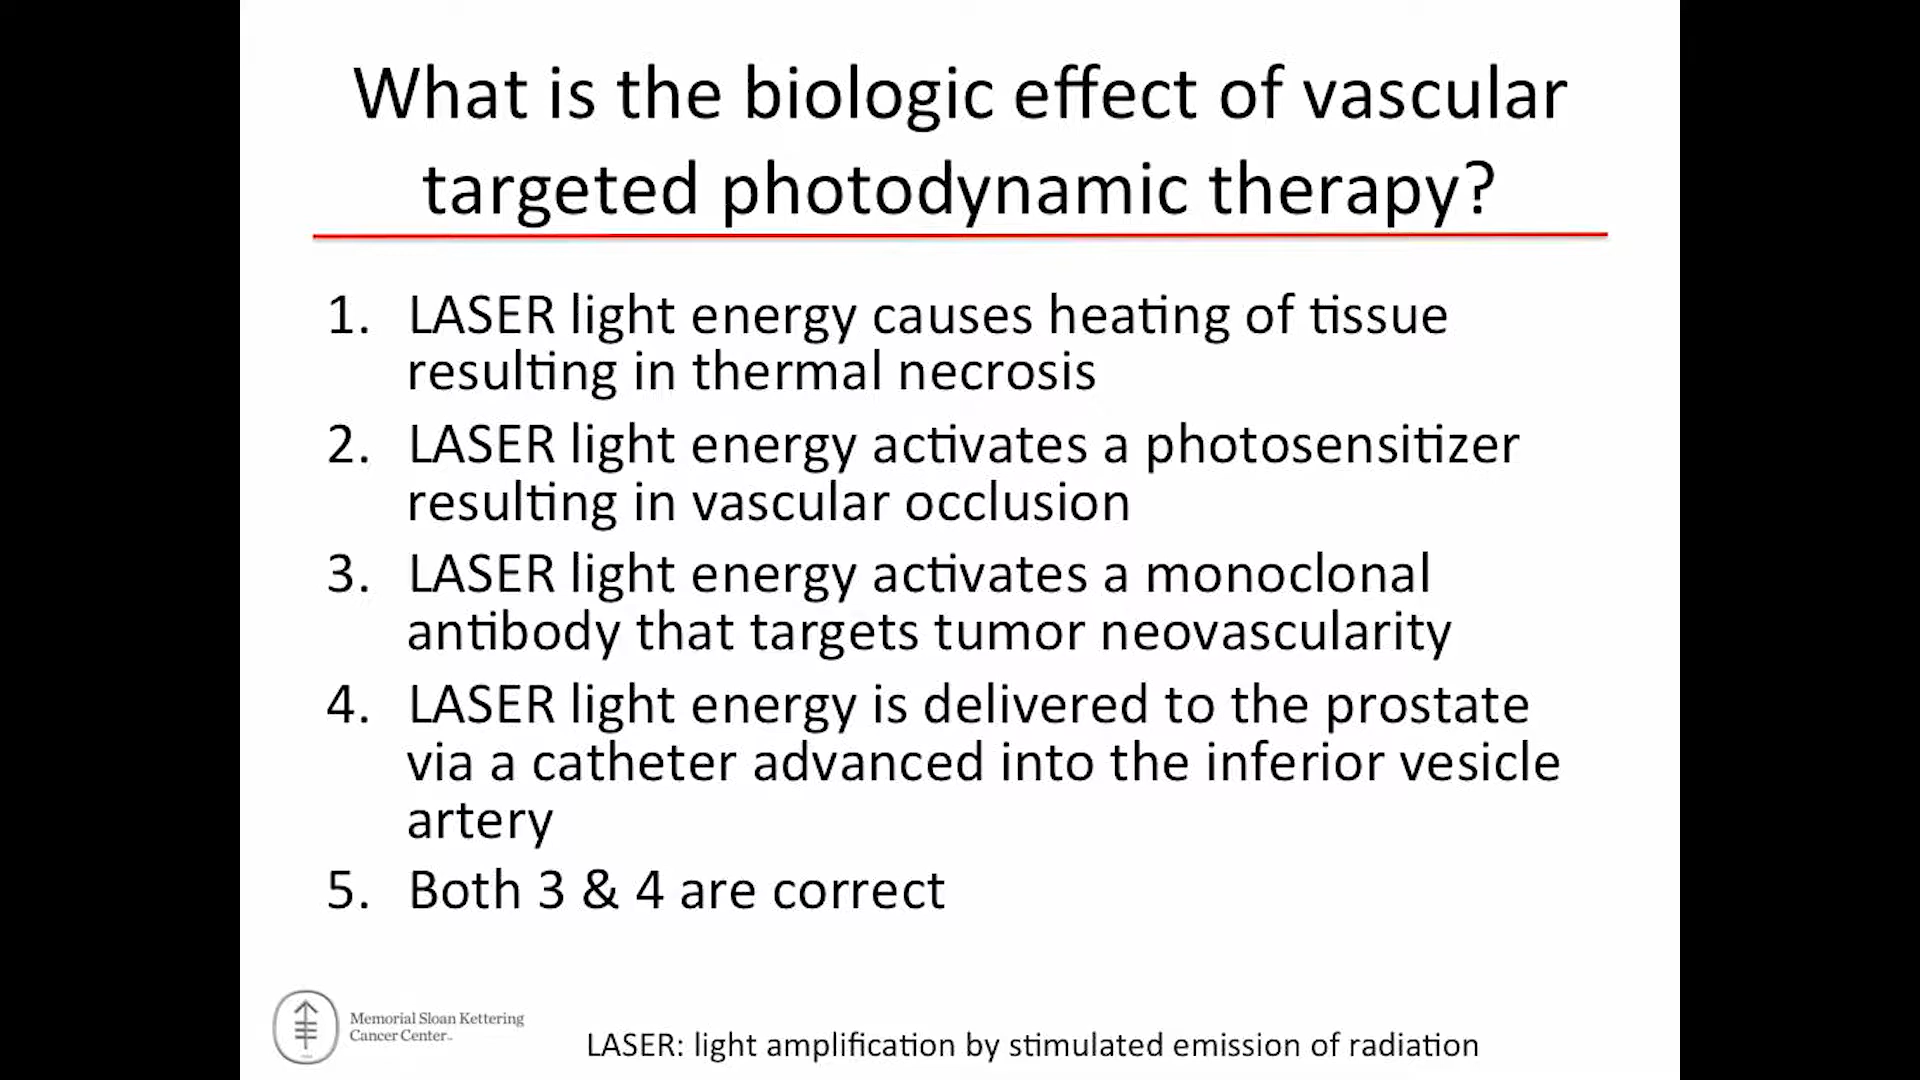 What is the biologic effect of vascular
targeted photodynamic therapy?
1. LASER light energy causes heating of tissue
resulting in thermal necrosis
2. LASER light energy activates a photosensitizer
resulting in vascular occlusion
3. LASER light energy activates a monoclonal
antibody that targets tumor neovascularity
4. LASER light energy is delivered to the prostate
via a catheter advanced into the inferior vesicle
artery
5. Both 3 & 4 are correct
Memorial Sloan Kettering
Cancer Center
LASER: light amplification by stimulated emission of radiation